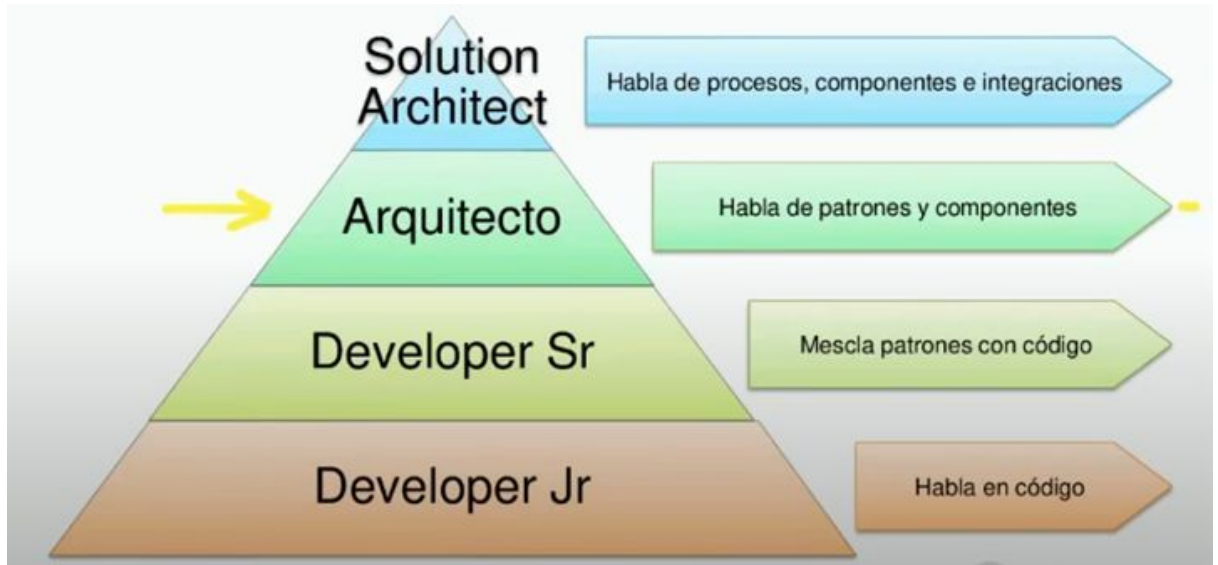 Solution
Architect
Habla de procesos, componentes e integraciones
Arquitecto
Habla de patrones y componentes
Developer Sr
Mescla patrones con código
Developer Jr
Habla en código